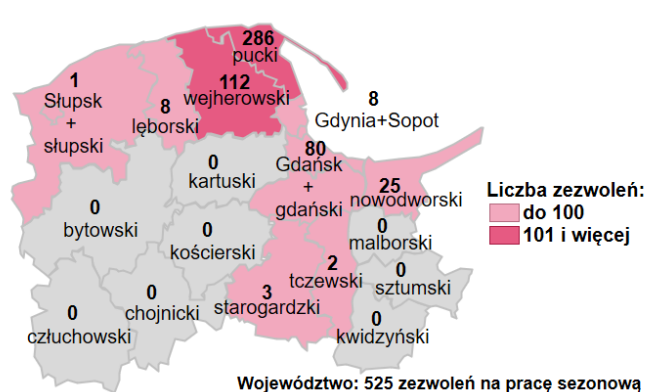 286
pucki
112
wejherowski
1
Słupsk
+
słupski
8
lęborski
8
Gdynia+Sopot
80
Gdańsk
+
gdański
0
kartuski
25
nowodworski
Liczba zezwoleń:
do 100
101 i więcej
0
bytowski
0
kościerski
0
malborski
2
tczewski
0
sztumski
3
starogardzki
0
chojnicki
0
człuchowski
0
kwidzyński
Województwo: 525 zezwoleń na pracę sezonową